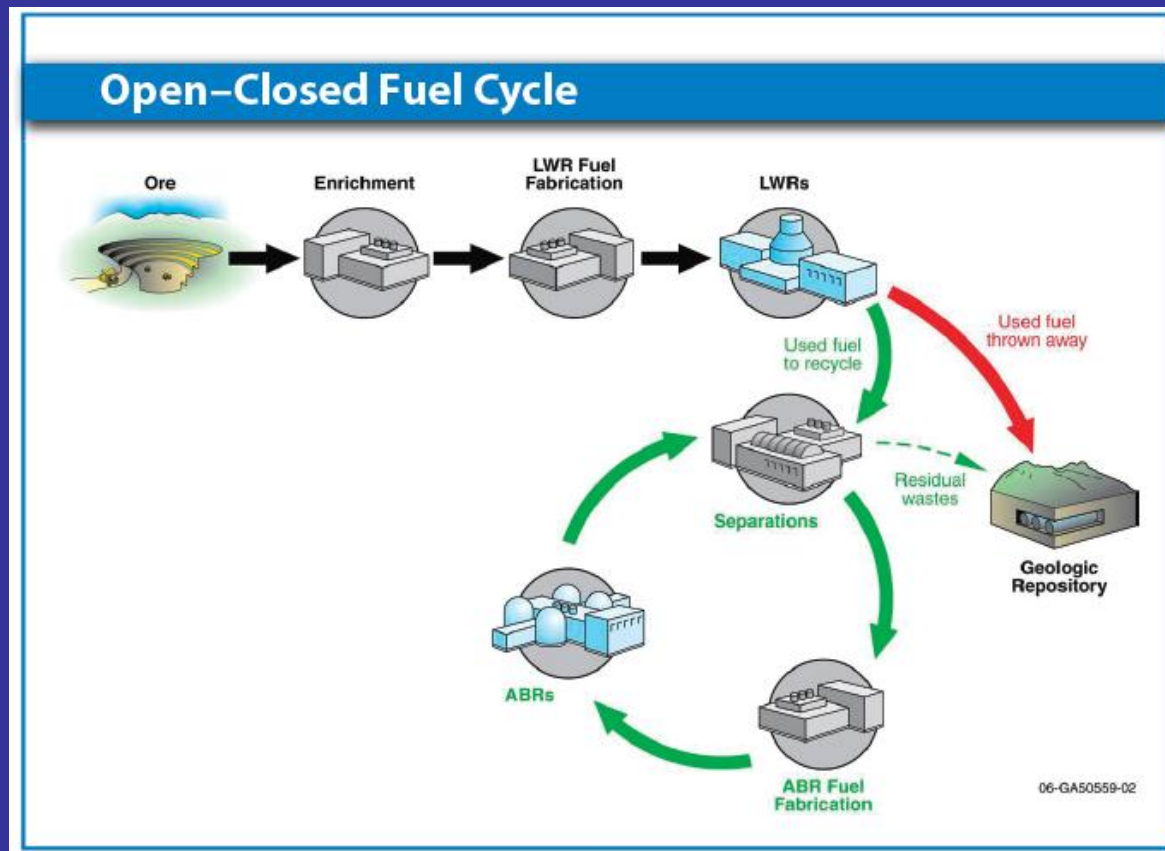 Open–Closed Fuel Cycle
Ore
Enrichment
LWR Fuel
Fabrication
LWRs
Used fuel
to recycle
Used fuel
thrown away
Separations
Residual
wastes
Geologic
Repository
ABRs
ABR Fuel
Fabrication
06-GA50559-02